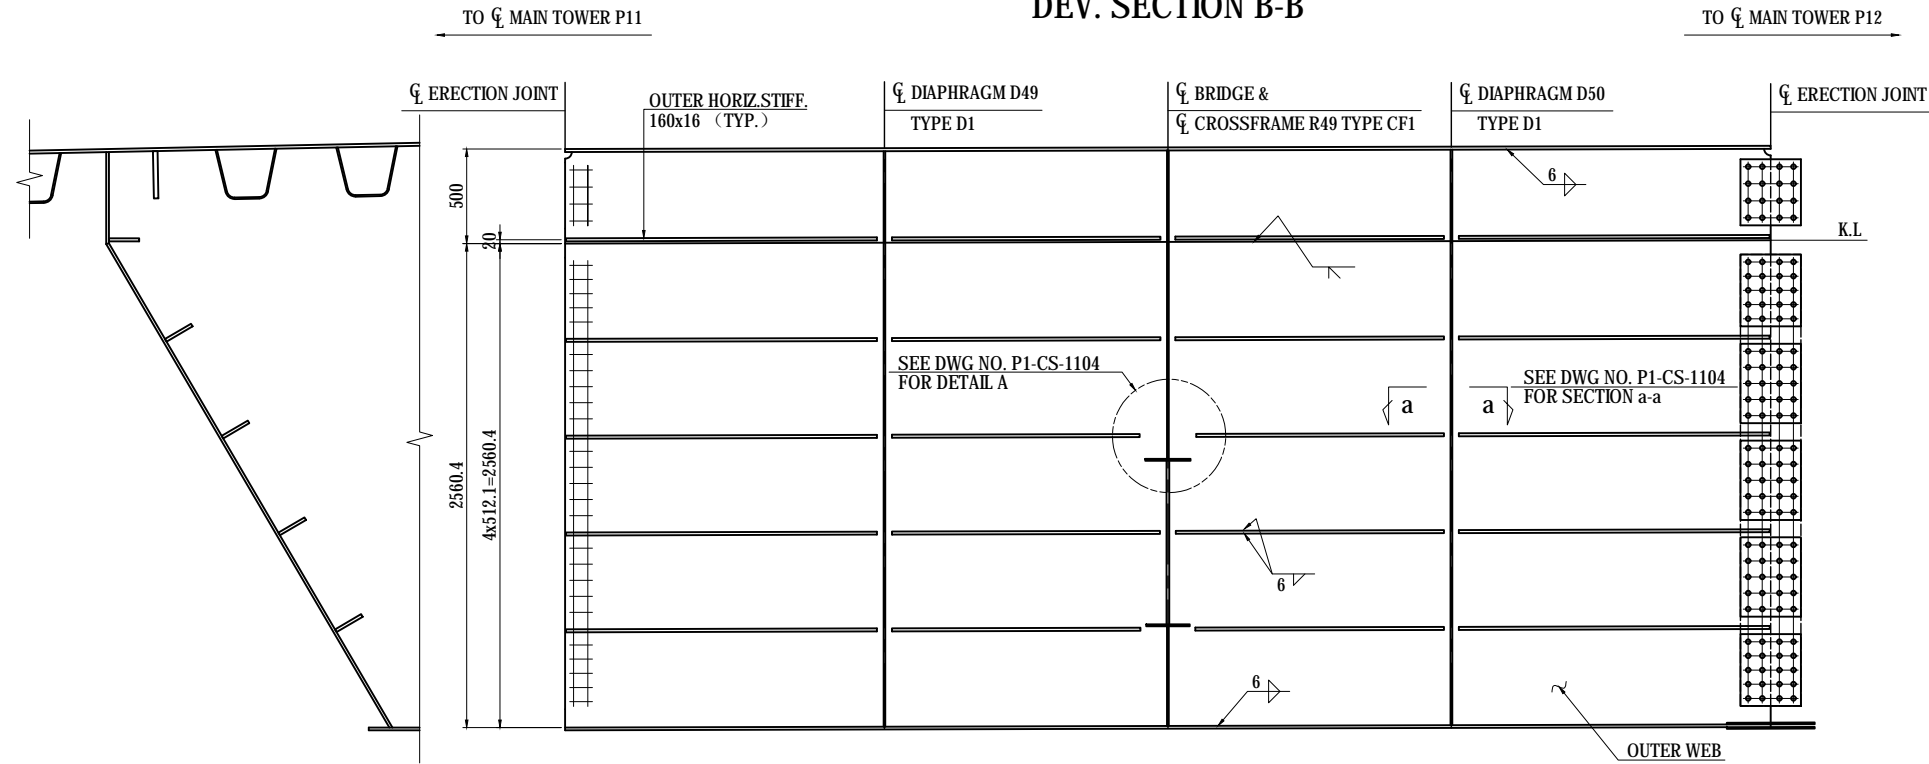 DEV. SECTION B-B
TO ℄ MAIN TOWER P11
TO ℄ MAIN TOWER P12
℄ ERECTION JOINT
OUTER HORIZ.STIFF.
160x16 （TYP.）
℄ DIAPHRAGM D49
TYPE D1
℄ BRIDGE &
℄ CROSSFRAME R49 TYPE CF1
℄ DIAPHRAGM D50
TYPE D1
℄ ERECTION JOINT
500
6
20
K.L
SEE DWG NO. P1-CS-1104
FOR DETAIL A
a
a
SEE DWG NO. P1-CS-1104
FOR SECTION a-a
2560.4
4x512.1=2560.4
6
6
OUTER WEB